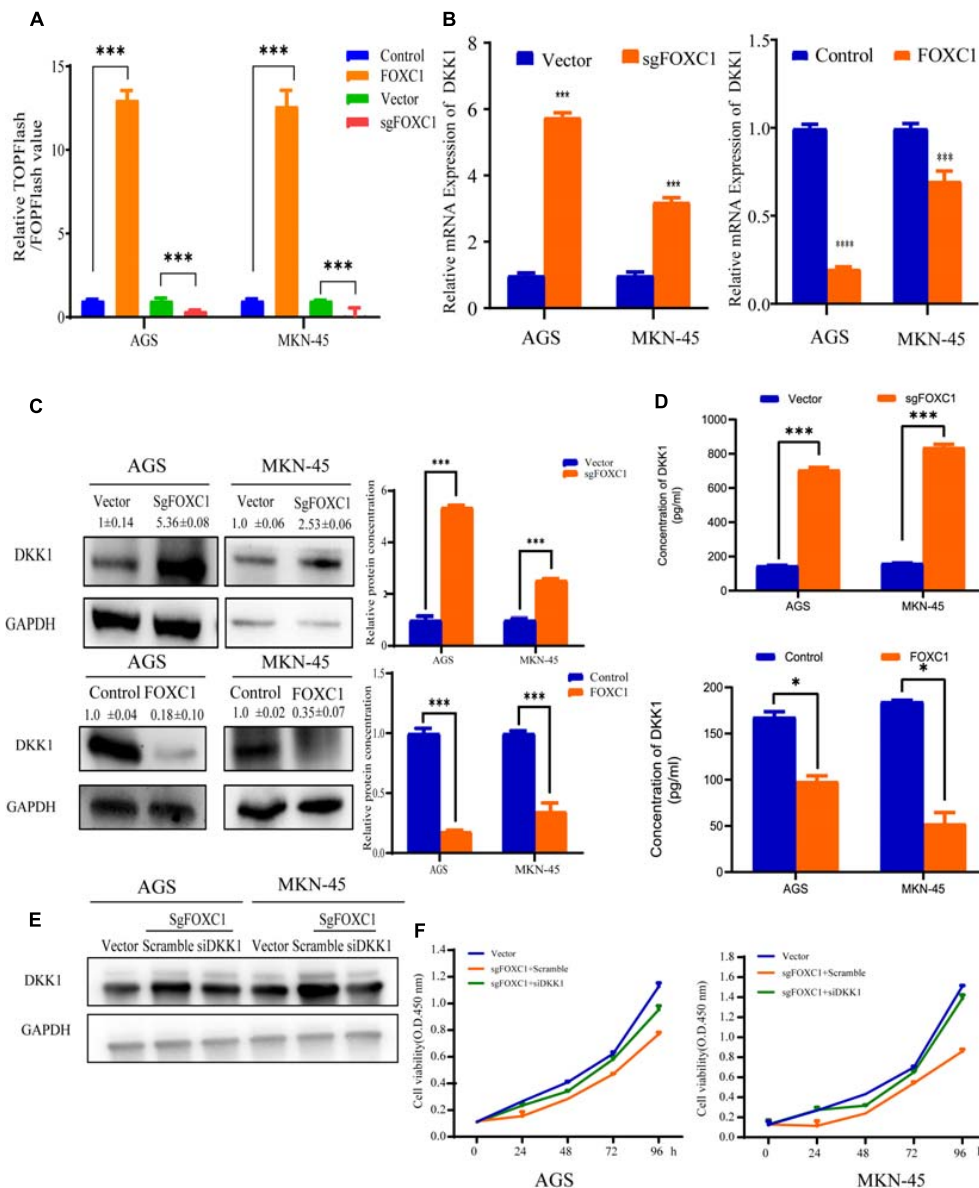 A
***
***
Control
FOXC1
Vector
sgFOXC1
Relative TOPFlash
/FOPFlash value
15
10
5
0
***
***
AGS
MKN-45
B
Vector
sgFOXC1
Relative mRNA Expression of DKK1
8
6
4
2
0
***
***
AGS
MKN-45
Control
FOXC1
Relative mRNA Expression of DKK1
1.5
1.0
0.5
0.0
****
***
AGS
MKN-45
C
AGS
MKN-45
Vector SgFOXC1
1±0.14 5.36±0.08
Vector SgFOXC1
1.0 ±0.06 2.53±0.06
DKK1
GAPDH
AGS
MKN-45
Control FOXC1
1.0 ±0.04 0.18±0.10
Control FOXC1
1.0 ±0.02 0.35±0.07
DKK1
GAPDH
Vector
sgFOXC1
Relative protein concentration
6
4
2
0
***
***
AGS
MKN-45
Control
FOXC1
Relative protein concentration
1.5
1.0
0.5
0.0
***
***
AGS
MKN-45
D
Vector
sgFOXC1
Concentration of DKK1
(pg/ml)
1000
800
600
400
200
0
***
***
AGS
MKN-45
Control
FOXC1
Concentration of DKK1
(pg/ml)
200
150
100
50
0
*
*
AGS
MKN-45
E
AGS
MKN-45
SgFOXC1
SgFOXC1
Vector Scramble siDKK1 Vector Scramble siDKK1
DKK1
GAPDH
F
Vector
sgFOXC1+Scramble
sgFOXC1+siDKK1
Cell viability(O.D.450 nm)
1.4
1.2
1.0
0.8
0.6
0.4
0.2
0.0
0 24 48 72 96 h
AGS
Vector
sgFOXC1+Scramble
sgFOXC1+siDKK1
Cell viability(O.D.450 nm)
1.8
1.6
1.4
1.2
1.0
0.8
0.6
0.4
0.2
0.0
0 24 48 72 96
MKN-45